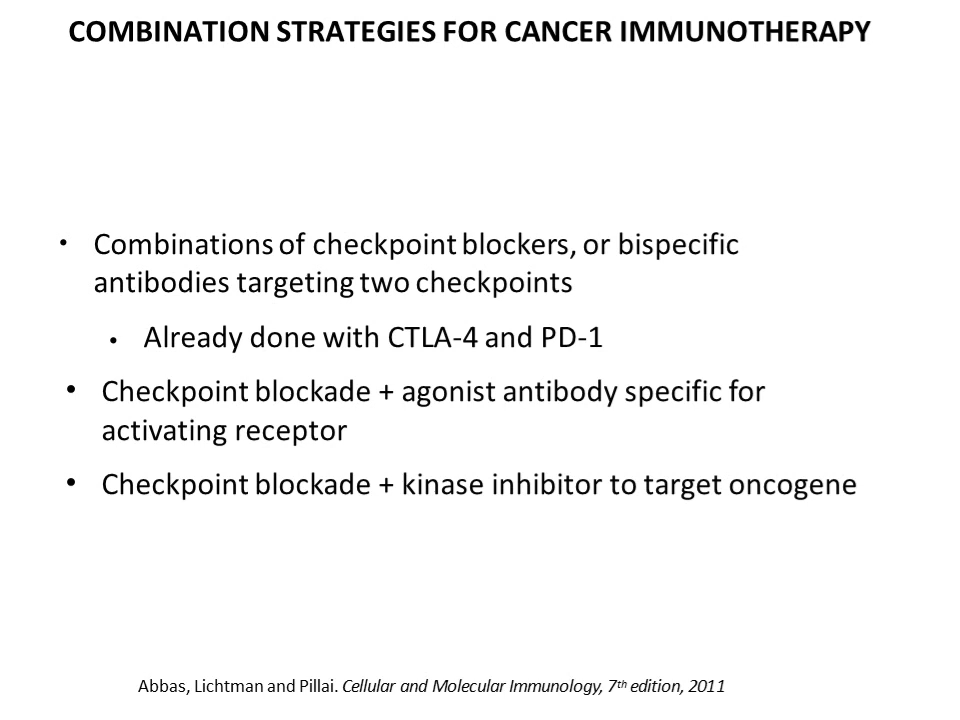 COMBINATION STRATEGIES FOR CANCER IMMUNOTHERAPY
• Combinations of checkpoint blockers, or bispecific
antibodies targeting two checkpoints
• Already done with CTLA-4 and PD-1
• Checkpoint blockade + agonist antibody specific for
activating receptor
• Checkpoint blockade + kinase inhibitor to target oncogene
Abbas, Lichtman and Pillai. Cellular and Molecular Immunology, 7th edition, 2011